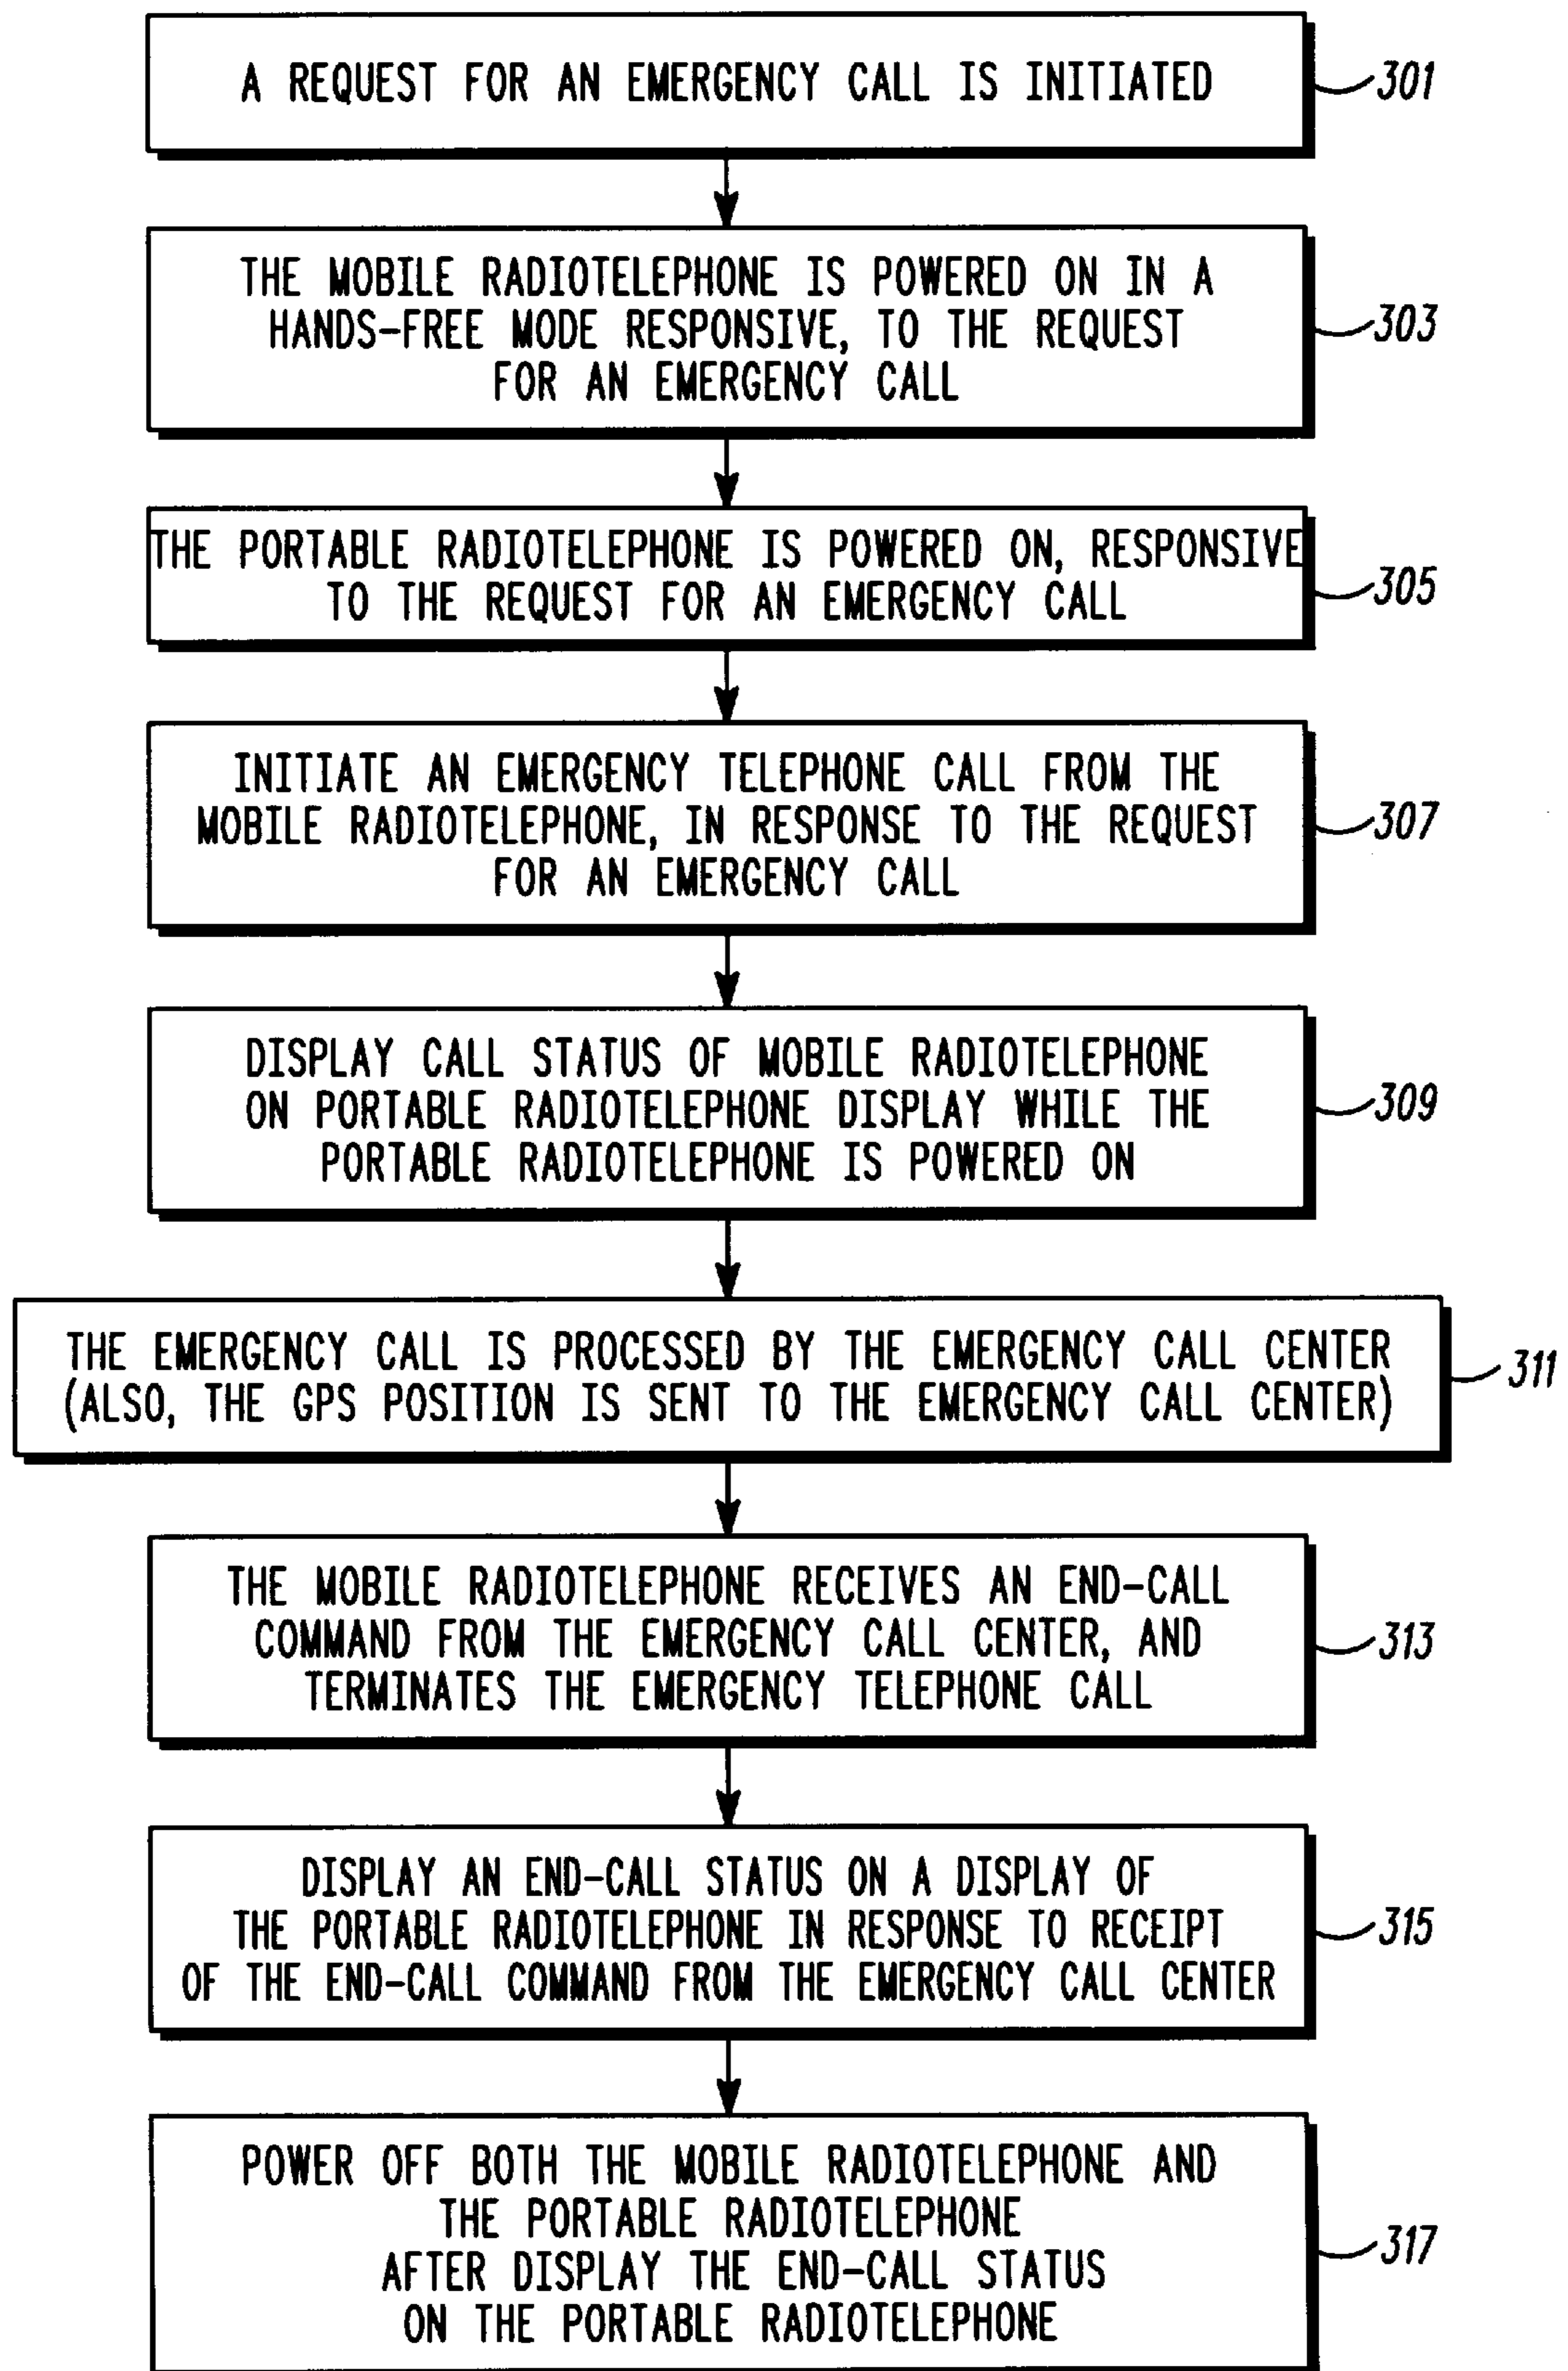 A REQUEST FOR AN EMERGENCY CALL IS INITIATED
301
THE MOBILE RADIOTELEPHONE IS POWERED ON IN A
HANDS-FREE MODE RESPONSIVE, TO THE REQUEST
FOR AN EMERGENCY CALL
303
THE PORTABLE RADIOTELEPHONE IS POWERED ON, RESPONSIVE
TO THE REQUEST FOR AN EMERGENCY CALL
305
INITIATE AN EMERGENCY TELEPHONE CALL FROM THE
MOBILE RADIOTELEPHONE, IN RESPONSE TO THE REQUEST
FOR AN EMERGENCY CALL
307
DISPLAY CALL STATUS OF MOBILE RADIOTELEPHONE
ON PORTABLE RADIOTELEPHONE DISPLAY WHILE THE
PORTABLE RADIOTELEPHONE IS POWERED ON
309
THE EMERGENCY CALL IS PROCESSED BY THE EMERGENCY CALL CENTER
(ALSO, THE GPS POSITION IS SENT TO THE EMERGENCY CALL CENTER)
311
THE MOBILE RADIOTELEPHONE RECEIVES AN END-CALL
COMMAND FROM THE EMERGENCY CALL CENTER, AND
TERMINATES THE EMERGENCY TELEPHONE CALL
313
DISPLAY AN END-CALL STATUS ON A DISPLAY OF
THE PORTABLE RADIOTELEPHONE IN RESPONSE TO RECEIPT
OF THE END-CALL COMMAND FROM THE EMERGENCY CALL CENTER
315
POWER OFF BOTH THE MOBILE RADIOTELEPHONE AND
THE PORTABLE RADIOTELEPHONE
AFTER DISPLAY THE END-CALL STATUS
ON THE PORTABLE RADIOTELEPHONE
317